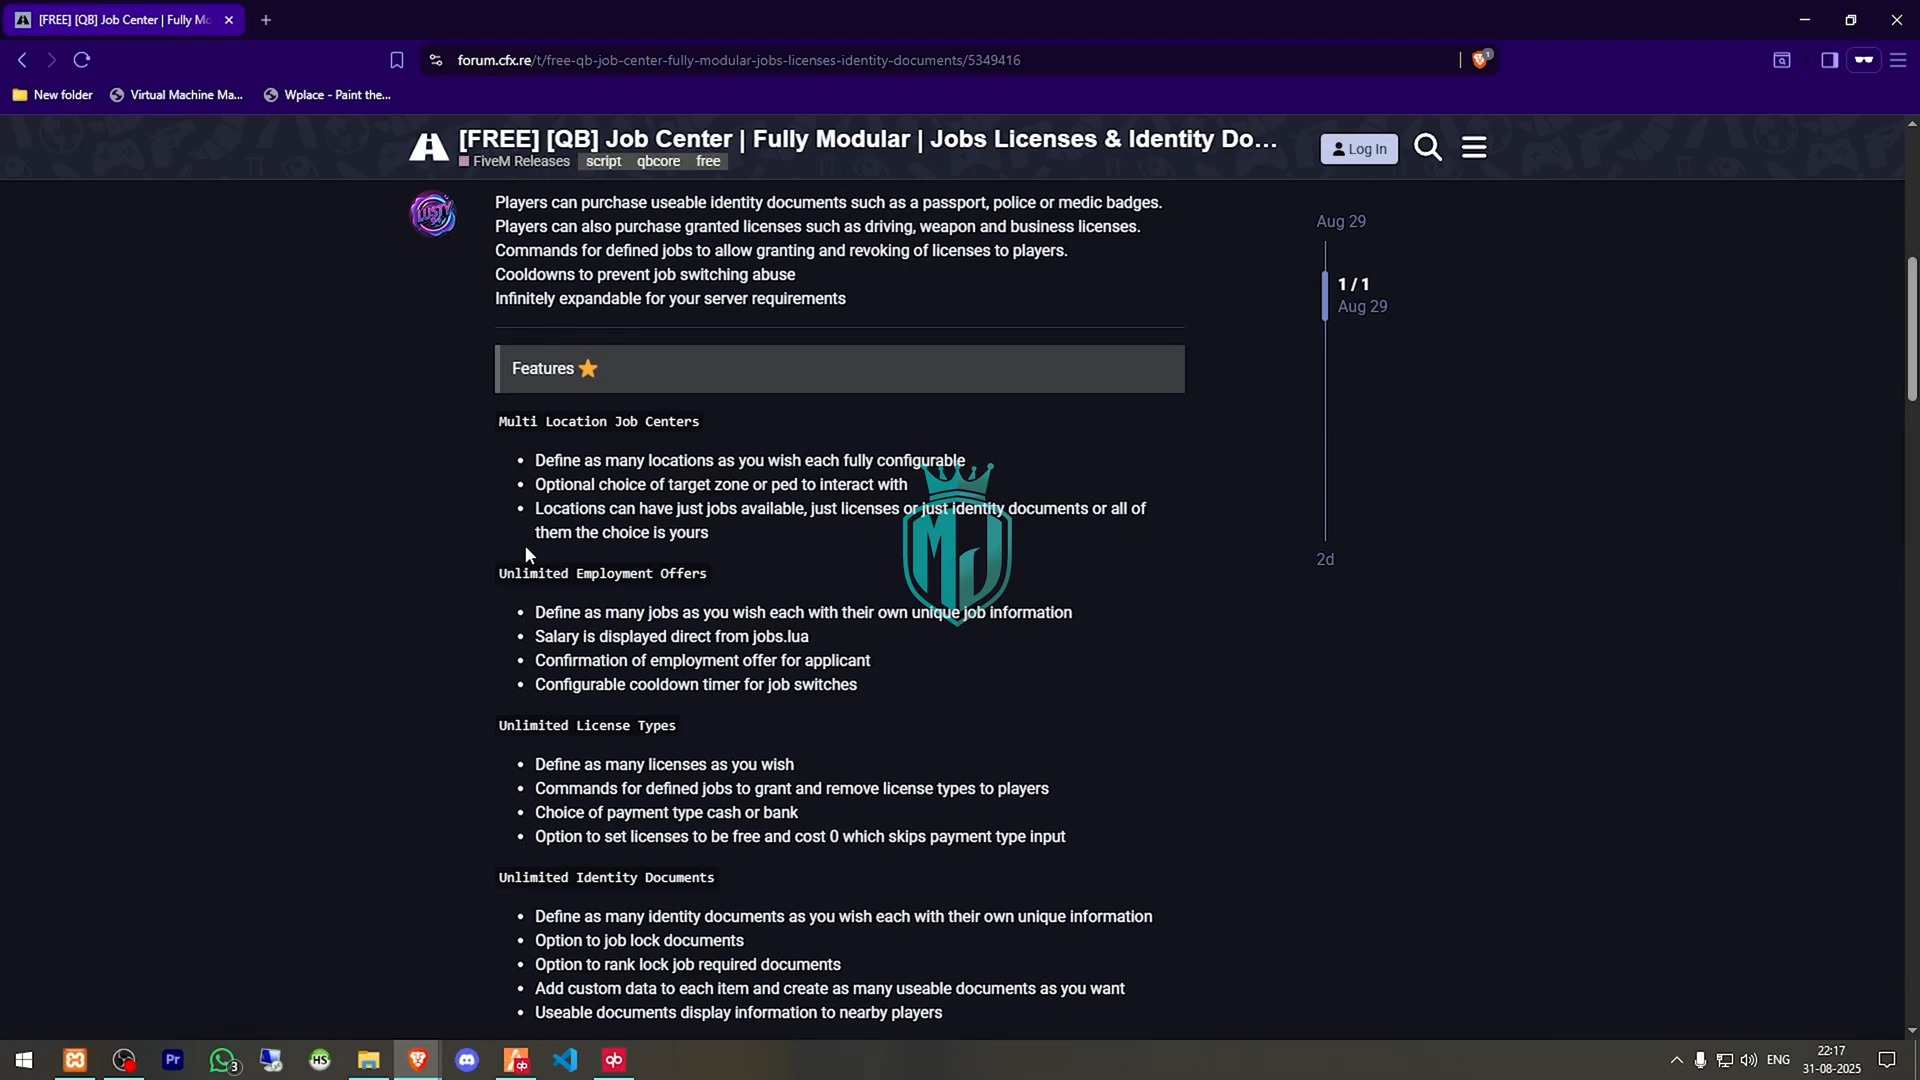 [FREE] [QB] Job Center | Fully Mo
forum.cfx.re/t/free-qb-job-center-fully-modular-jobs-licenses-identity-documents/5349416
1
New folder
Virtual Machine Ma...
Wplace - Paint the...
[FREE] [QB] Job Center | Fully Modular | Jobs Licenses & Identity Do...
FiveM Releases script qbcore free
Log In
LUSTY
Players can purchase useable identity documents such as a passport, police or medic badges.
Players can also purchase granted licenses such as driving, weapon and business licenses.
Commands for defined jobs to allow granting and revoking of licenses to players.
Cooldowns to prevent job switching abuse
Infinitely expandable for your server requirements
Aug 29
1 / 1
Aug 29
2d
Features
Multi Location Job Centers
• Define as many locations as you wish each fully configurable
• Optional choice of target zone or ped to interact with
• Locations can have just jobs available, just licenses or just identity documents or all of
them the choice is yours
MJ
Unlimited Employment Offers
• Define as many jobs as you wish each with their own unique job information
• Salary is displayed direct from jobs.lua
• Confirmation of employment offer for applicant
• Configurable cooldown timer for job switches
Unlimited License Types
• Define as many licenses as you wish
• Commands for defined jobs to grant and remove license types to players
• Choice of payment type cash or bank
• Option to set licenses to be free and cost 0 which skips payment type input
Unlimited Identity Documents
• Define as many identity documents as you wish each with their own unique information
• Option to job lock documents
• Option to rank lock job required documents
• Add custom data to each item and create as many useable documents as you want
• Useable documents display information to nearby players
Pr
3
HS
qb
qb
ENG
22:17
31-08-2025